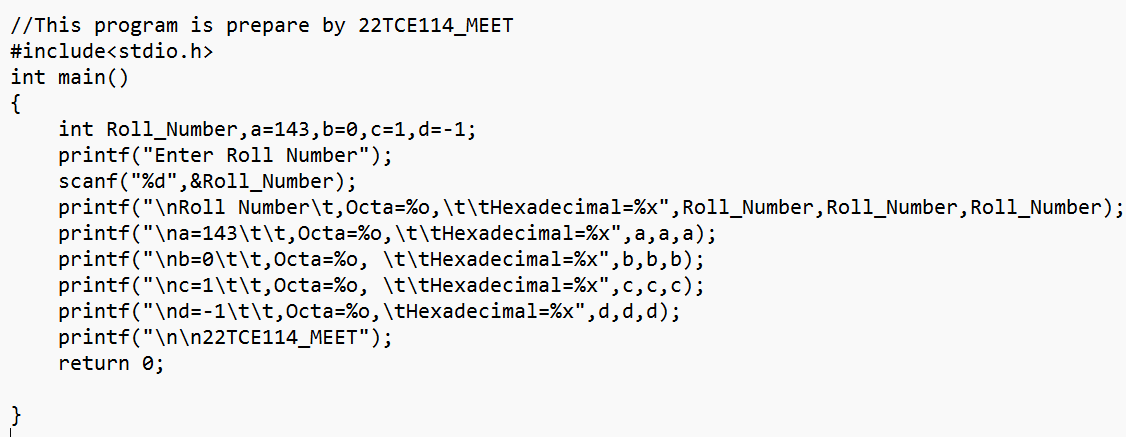 //This program is prepare by 22TCE114_MEET
#include<stdio.h>
int main()
{
    int Roll_Number,a=143,b=0,c=1,d=-1;
    printf("Enter Roll Number");
    scanf("%d",&Roll_Number);
    printf("\nRoll Number\t,Octa=%o,\t\tHexadecimal=%x",Roll_Number,Roll_Number,Roll_Number);
    printf("\na=143\t\t,Octa=%o,\t\tHexadecimal=%x",a,a,a);
    printf("\nb=0\t\t,Octa=%o, \t\tHexadecimal=%x",b,b,b);
    printf("\nc=1\t\t,Octa=%o, \t\tHexadecimal=%x",c,c,c);
    printf("\nd=-1\t\t,Octa=%o,\tHexadecimal=%x",d,d,d);
    printf("\n\n22TCE114_MEET");
    return 0;

}